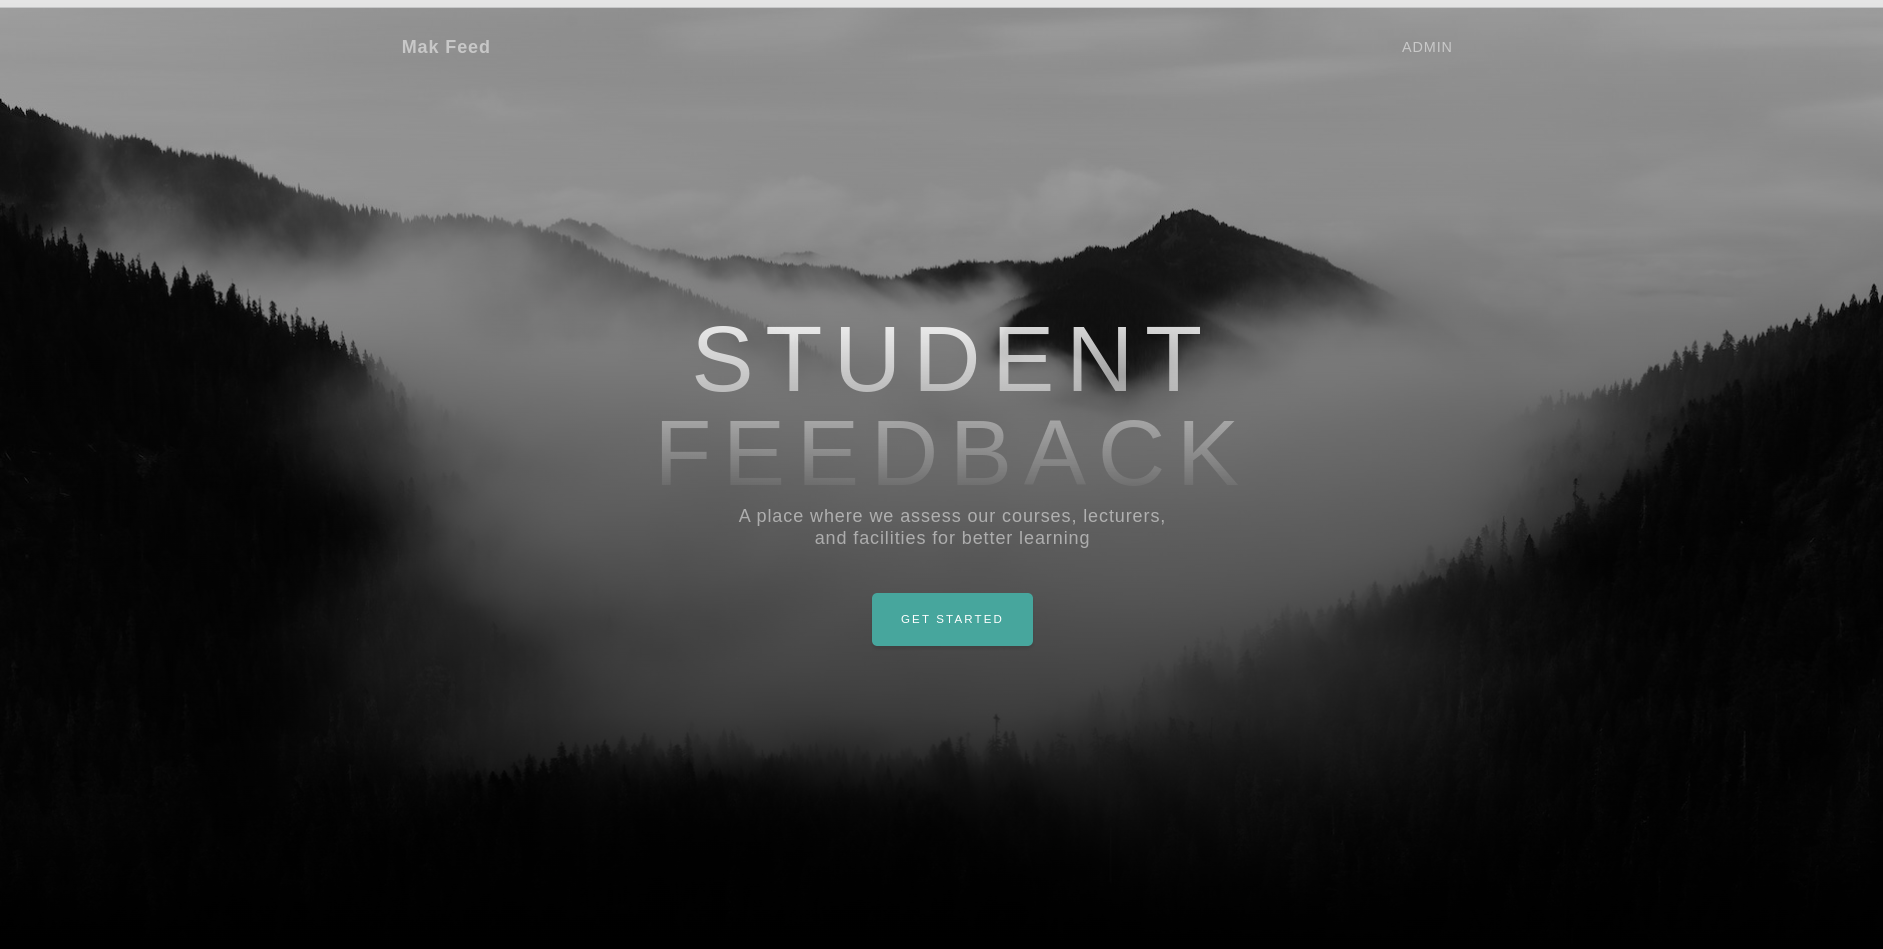 Mak Feed
ADMIN
STUDENT
FEEDBACK
A place where we assess our courses, lecturers,
and facilities for better learning
GET STARTED